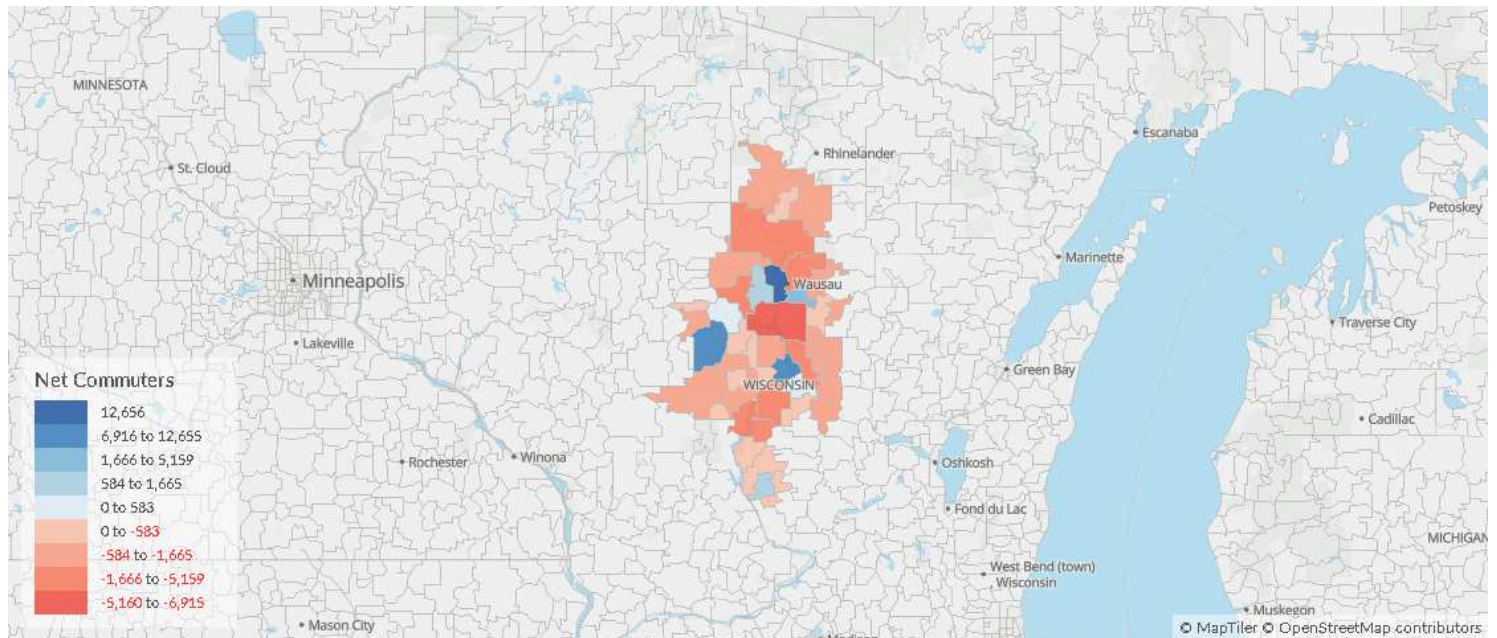 MINNESOTA
Escanaba
Rhinelander
St. Cloud
Petoskey
Marinette
Minneapolis
Wausau
Traverse City
Lakeville
Green Bay
Net Commuters
WISCONSIN
12,656
6,916 to 12,655
Cadillac
1,666 to 5,159
Rochester
Winona
Oshkosh
584 to 1,665
0 to 583
Fond du Lac
0 to -583
MICHIGAN
-584 to -1,665
West Bend (town)
Wisconsin
-1,666 to -5,159
-5,160 to -6,915
Muskegon
Mason City
© MapTiler © OpenStreetMap contributors